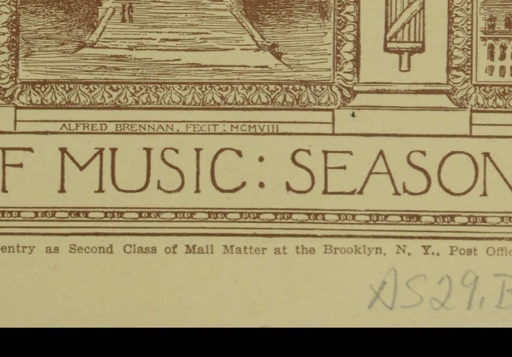 ALFRED BRENNAN, FECIT: MCMVIII
F MUSIC: SEASON
entry as Second Class of Mail Matter at the Brooklyn, N. Y., Post Offic
AS29.B